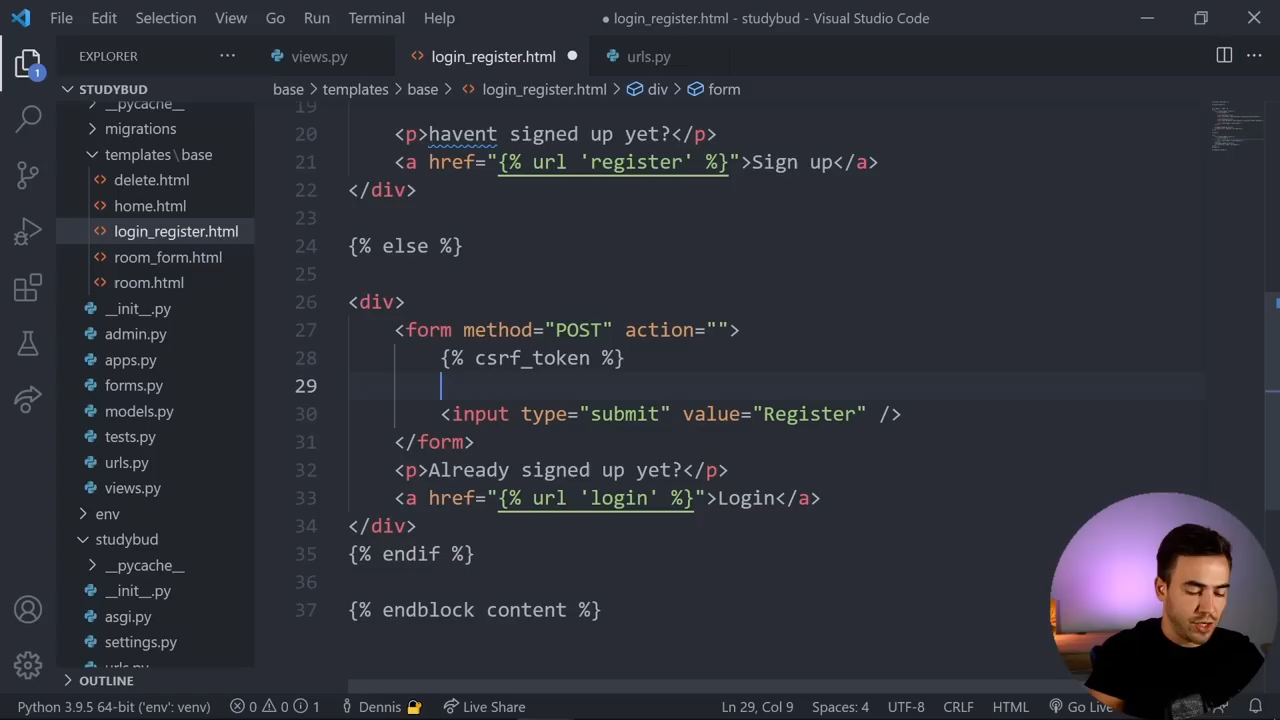 File Edit Selection View Go Run Terminal Help ● login_register.html - studybud - Visual Studio Code
EXPLORER ··· views.py login_register.html urls.py ···
STUDYBUD
base > templates > base > login_register.html > div > form
1
__pycache__
migrations
templates\base
delete.html
home.html
login_register.html
room_form.html
room.html
__init__.py
admin.py
apps.py
forms.py
models.py
tests.py
urls.py
views.py
env
studybud
__pycache__
__init__.py
asgi.py
settings.py
urls.py
OUTLINE
19
20 <p>havent signed up yet?</p>
21 <a href="{% url 'register' %}">Sign up</a>
22 </div>
23
24 {% else %}
25
26 <div>
27 <form method="POST" action="">
28 {% csrf_token %}
29
30 <input type="submit" value="Register" />
31 </form>
32 <p>Already signed up yet?</p>
33 <a href="{% url 'login' %}">Login</a>
34 </div>
35 {% endif %}
36
37 {% endblock content %}
Python 3.9.5 64-bit ('env': venv) 0 0 1 Dennis Live Share Ln 29, Col 9 Spaces: 4 UTF-8 CRLF HTML Go Live